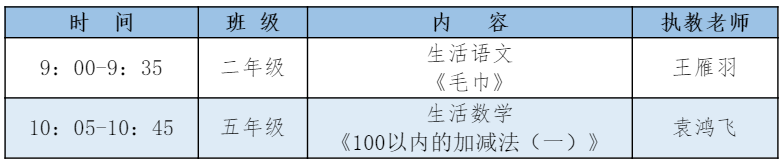 时 间 班 级 内 容 执教老师
9：00-9：35 二年级 生活语文 王雁羽
《毛巾》
10：05-10：45 五年级 生活数学 袁鸿飞
《100以内的加减法（一）》